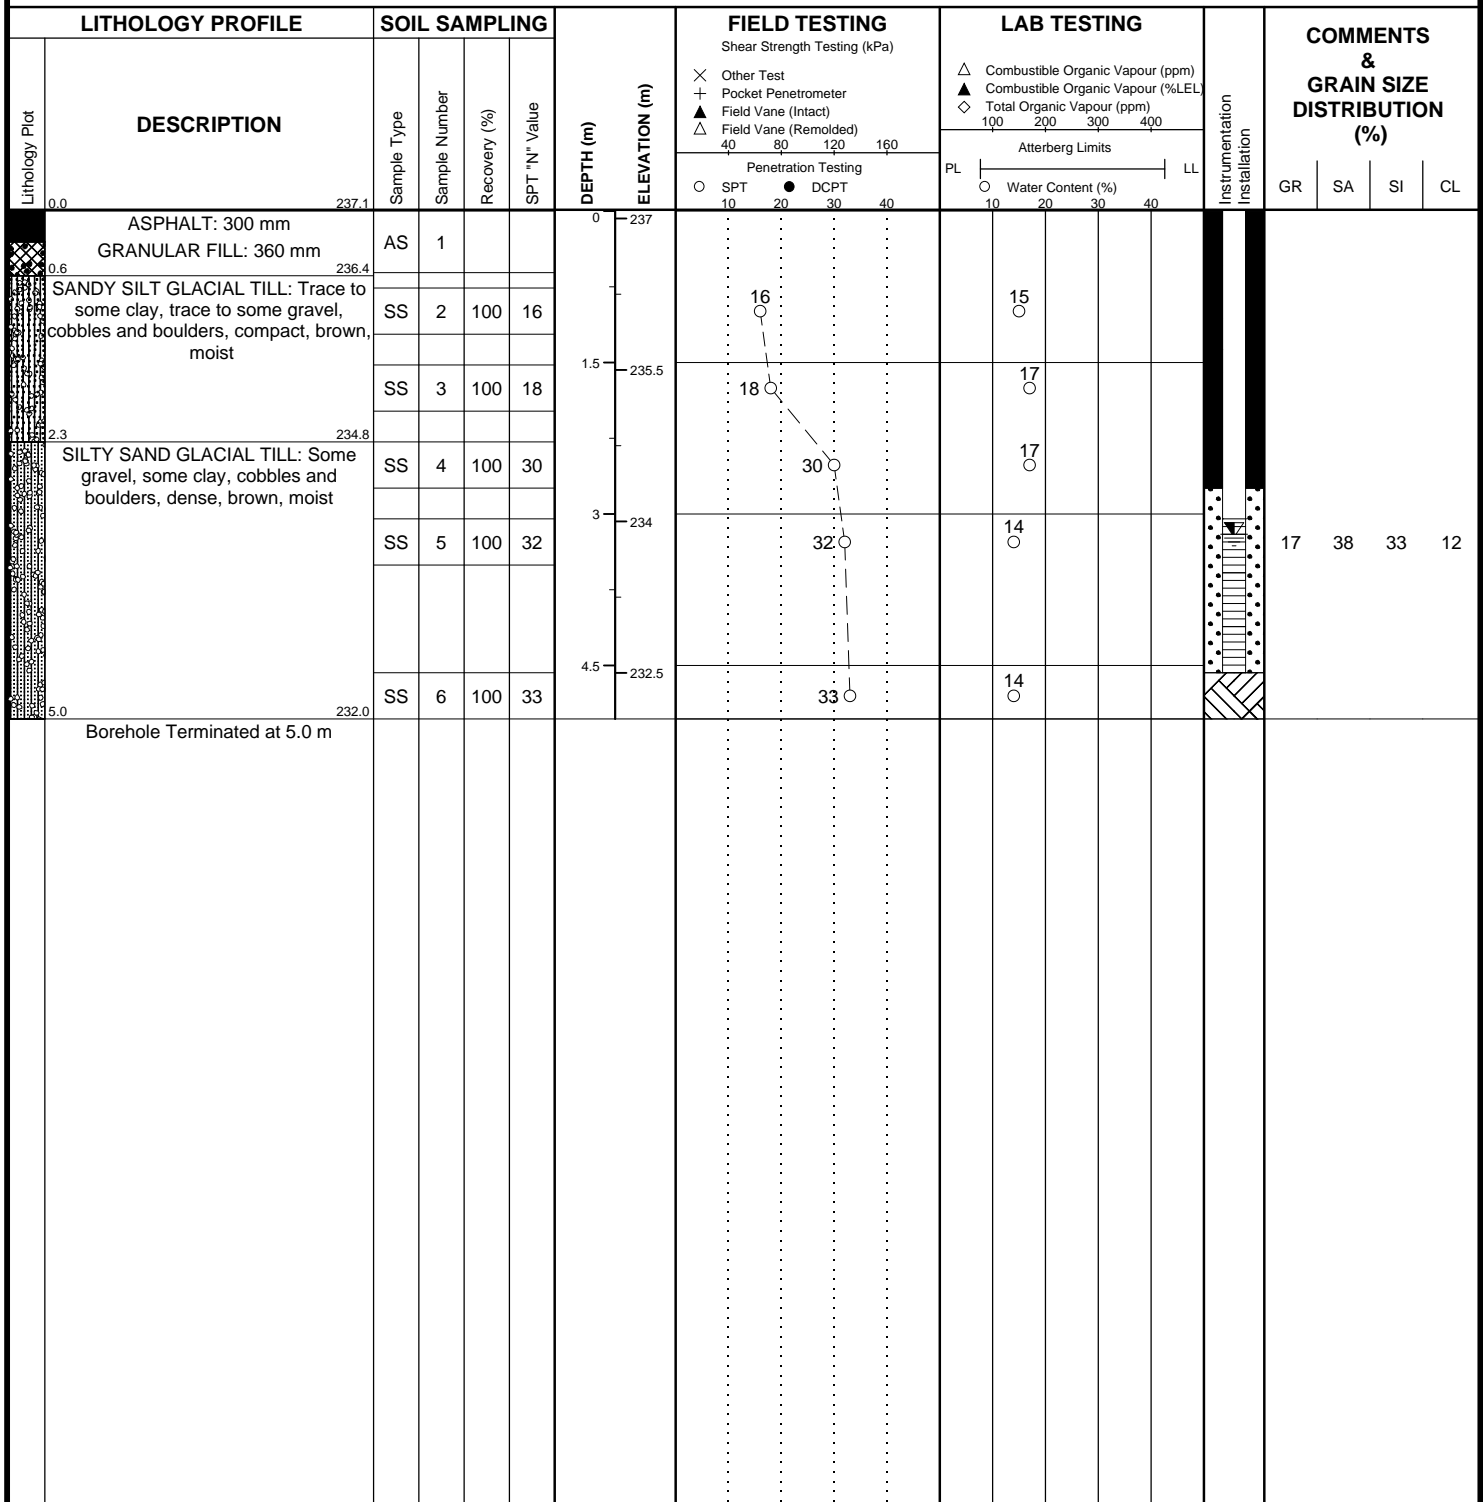 LITHOLOGY PROFILE
SOIL SAMPLING
FIELD TESTING
LAB TESTING
COMMENTS
&
GRAIN SIZE
DISTRIBUTION
(%)
Lithology Plot
DESCRIPTION
0.0 237.1
Sample Type
Sample Number
Recovery (%)
SPT "N" Value
DEPTH (m)
ELEVATION (m)
Shear Strength Testing (kPa)
Other Test
Pocket Penetrometer
Field Vane (Intact)
Field Vane (Remolded)
40 80 120 160
Penetration Testing
SPT DCPT
10 20 30 40
Combustible Organic Vapour (ppm)
Combustible Organic Vapour (%LEL)
Total Organic Vapour (ppm)
100 200 300 400
Atterberg Limits
PL LL
Water Content (%)
10 20 30 40
Instrumentation
Installation
GR SA SI CL
ASPHALT: 300 mm
GRANULAR FILL: 360 mm
0.6 236.4
AS 1
0 237
SANDY SILT GLACIAL TILL: Trace to
some clay, trace to some gravel,
cobbles and boulders, compact, brown,
moist
SS 2 100 16
16
15
1.5 235.5
SS 3 100 18
18
17
2.3 234.8
SILTY SAND GLACIAL TILL: Some
gravel, some clay, cobbles and
boulders, dense, brown, moist
SS 4 100 30
30
17
3 234
SS 5 100 32
32
14
17 38 33 12
4.5 232.5
SS 6 100 33
33
14
5.0 232.0
Borehole Terminated at 5.0 m